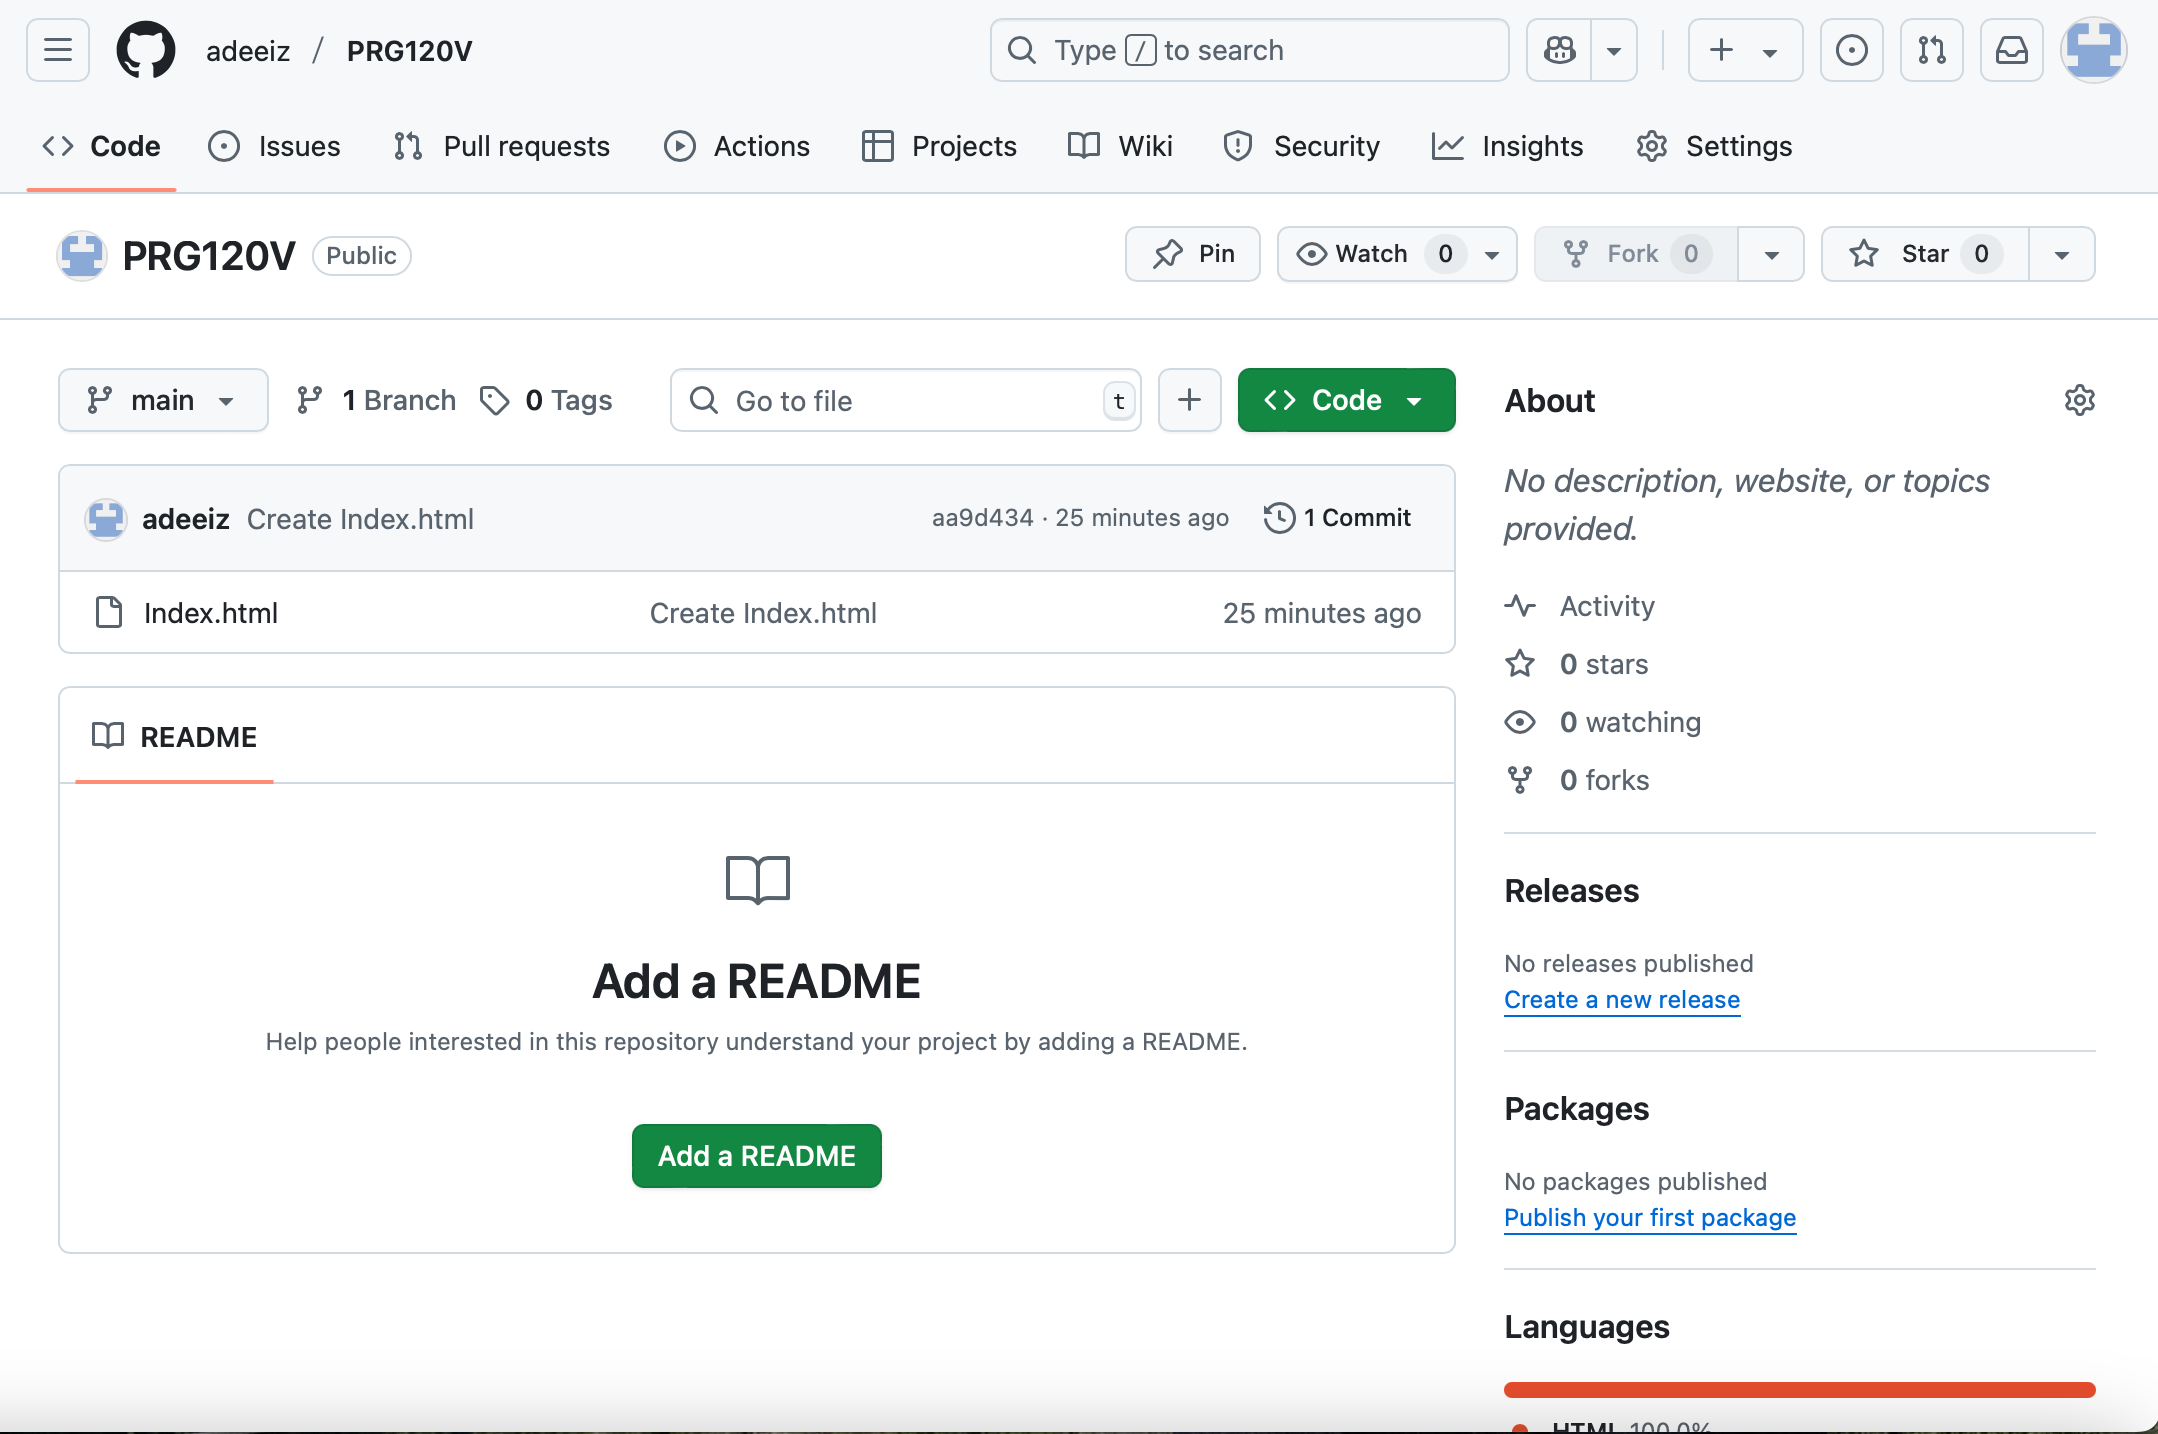 adeeiz / PRG120V
Type / to search
Code Issues Pull requests Actions Projects Wiki Security Insights Settings
PRG120V Public
Pin Watch 0 Fork 0 Star 0
main 1 Branch 0 Tags Go to file t Code
adeeiz Create Index.html aa9d434 · 25 minutes ago 1 Commit
Index.html Create Index.html 25 minutes ago
README
Add a README
Help people interested in this repository understand your project by adding a README.
Add a README
About
No description, website, or topics
provided.
Activity
0 stars
0 watching
0 forks
Releases
No releases published
Create a new release
Packages
No packages published
Publish your first package
Languages
HTML 100.0%